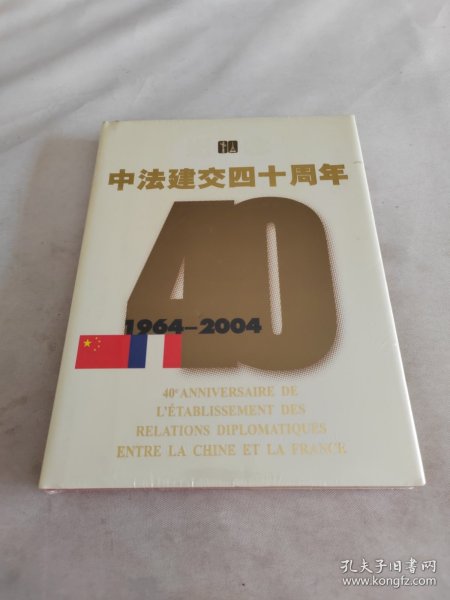 中法建交四十周年
40
1964-2004
40e ANNIVERSAIRE DE
L'ÉTABLISSEMENT DES
RELATIONS DIPLOMATIQUES
ENTRE LA CHINE ET LA FRANCE
孔夫子旧书网
www.kongfz.com